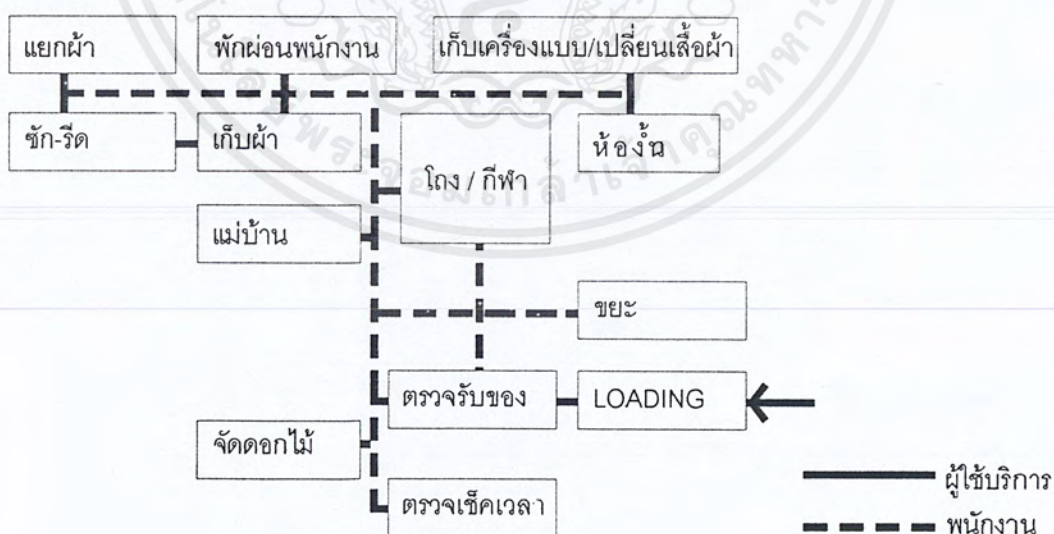 แยกผ้า
พักผ่อนพนักงาน
เก็บเครื่องแบบ/เปลี่ยนเสื้อผ้า
ซัก-รีด
เก็บผ้า
โถง / กีฬา
ห้องน้ำ
แม่บ้าน
ขยะ
ตรวจรับของ
LOADING
จัดดอกไม้
ตรวจเช็คเวลา
ผู้ใช้บริการ
พนักงาน